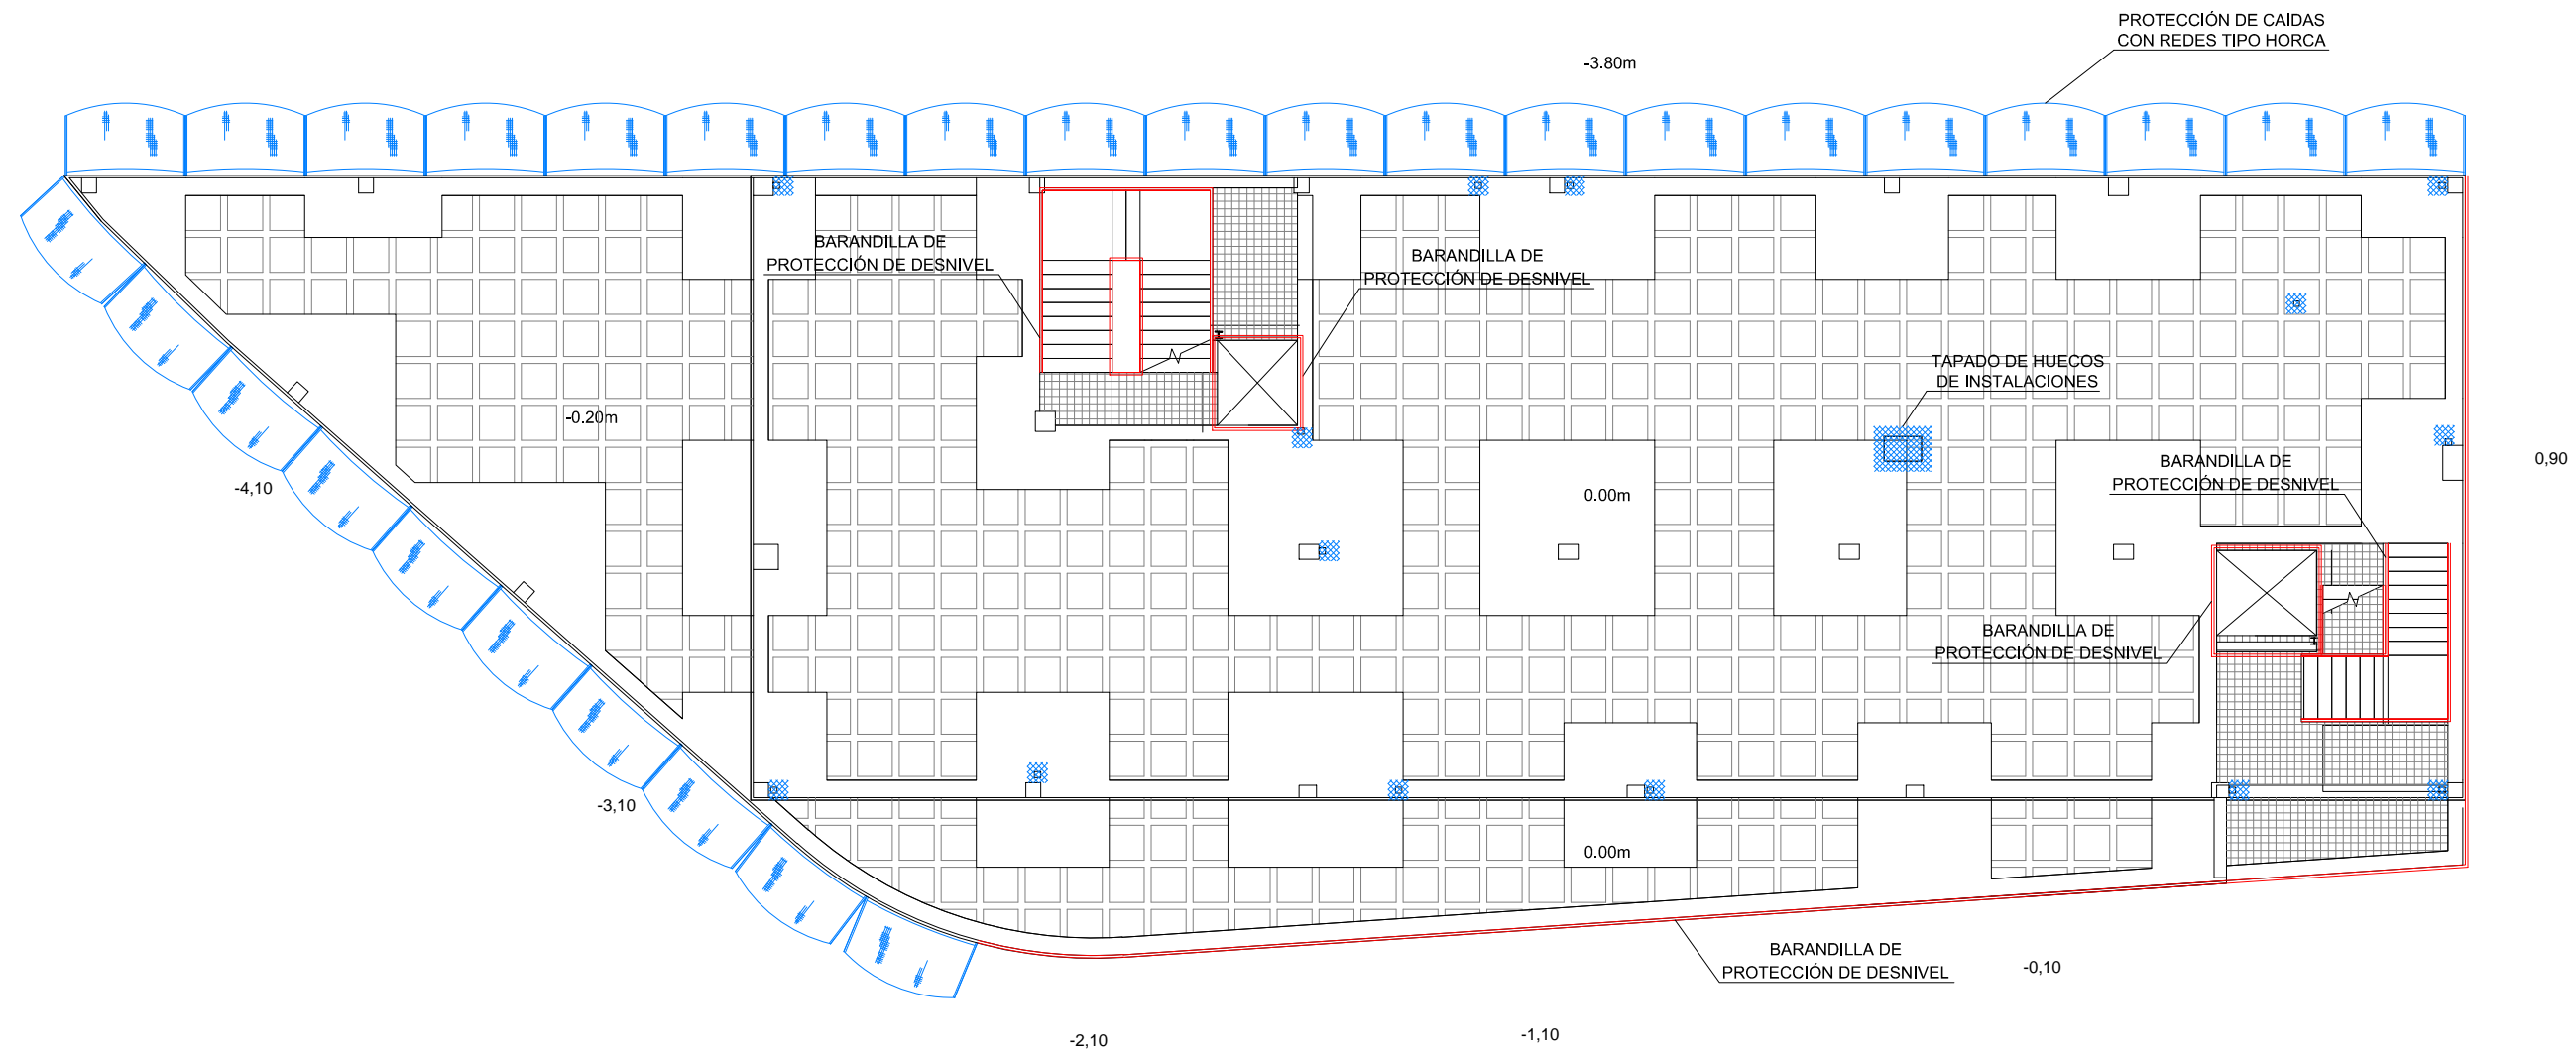 PROTECCIÓN DE CAIDAS
CON REDES TIPO HORCA
-3.80m
BARANDILLA DE
PROTECCIÓN DE DESNIVEL
BARANDILLA DE
PROTECCIÓN DE DESNIVEL
TAPADO DE HUECOS
DE INSTALACIONES
-0.20m
0,90
BARANDILLA DE
PROTECCIÓN DE DESNIVEL
-4,10
0.00m
BARANDILLA DE
PROTECCIÓN DE DESNIVEL
-3,10
0.00m
BARANDILLA DE
PROTECCIÓN DE DESNIVEL
-0,10
-1,10
-2,10